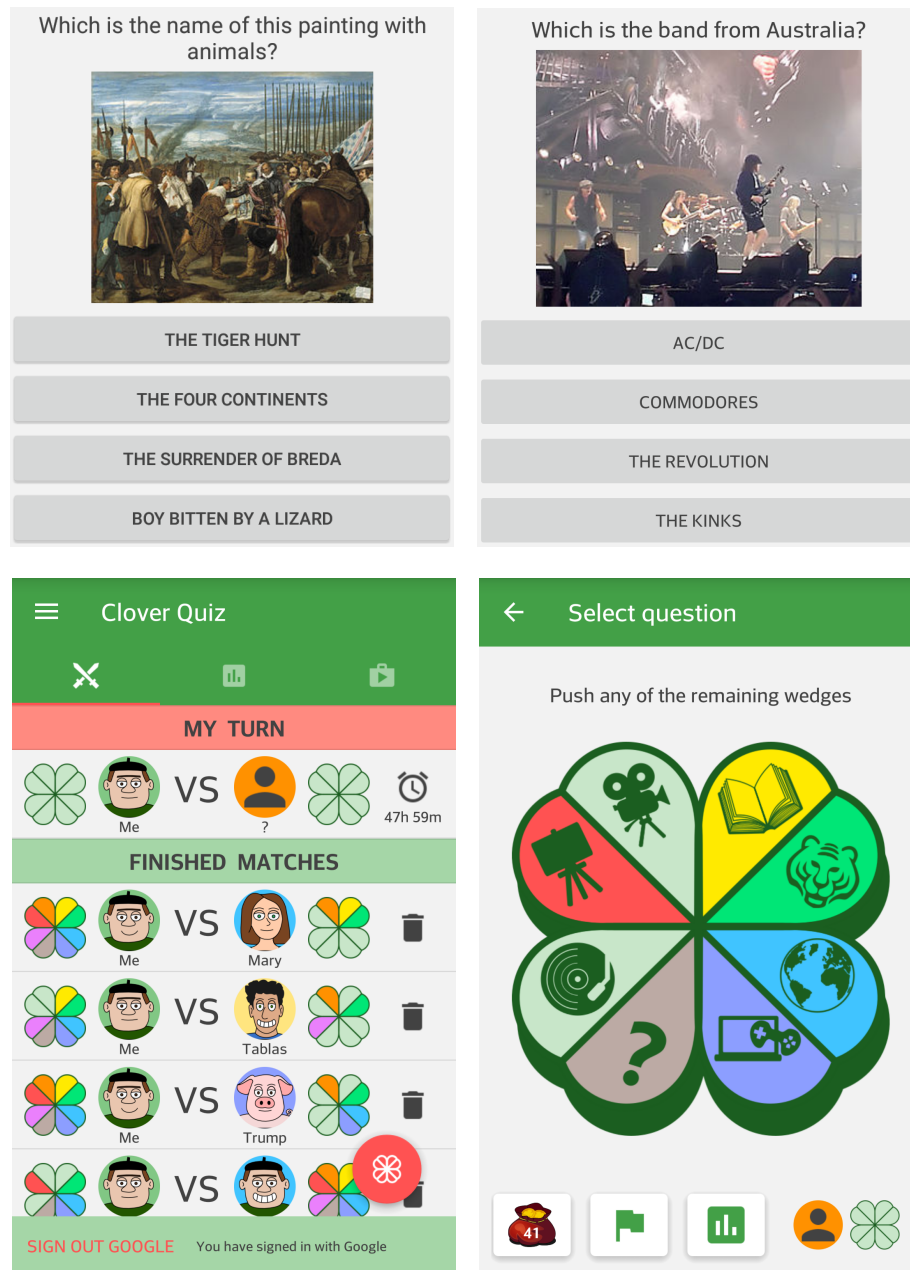 Which is the name of this painting with
animals?
THE TIGER HUNT
THE FOUR CONTINENTS
THE SURRENDER OF BREDA
BOY BITTEN BY A LIZARD
Which is the band from Australia?
AC/DC
COMMODORES
THE REVOLUTION
THE KINKS
Clover Quiz
MY TURN
VS
Me
?
47h 59m
FINISHED MATCHES
VS
Me
Mary
VS
Me
Tablas
VS
Me
Trump
VS
SIGN OUT GOOGLE
You have signed in with Google
Select question
Push any of the remaining wedges
?
41